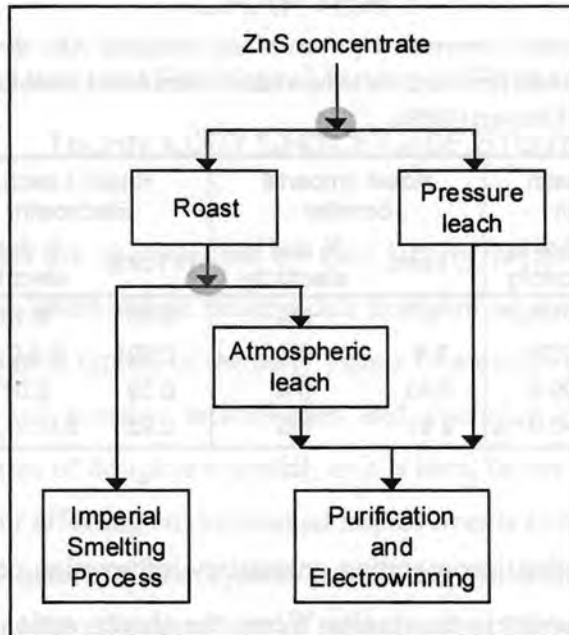 ZnS concentrate
Roast
Pressure
leach
Atmospheric
leach
Imperial
Smelting
Process
Purification
and
Electrowinning